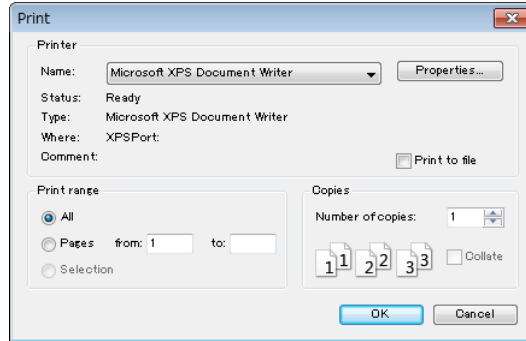 Print
Printer
Name: Microsoft XPS Document Writer Properties...
Status: Ready
Type: Microsoft XPS Document Writer
Where: XPSPort:
Comment: Print to file
Print range
All
Pages from: 1 to:
Selection
Copies
Number of copies: 1
1 1 2 2 3 3 Collate
OK Cancel